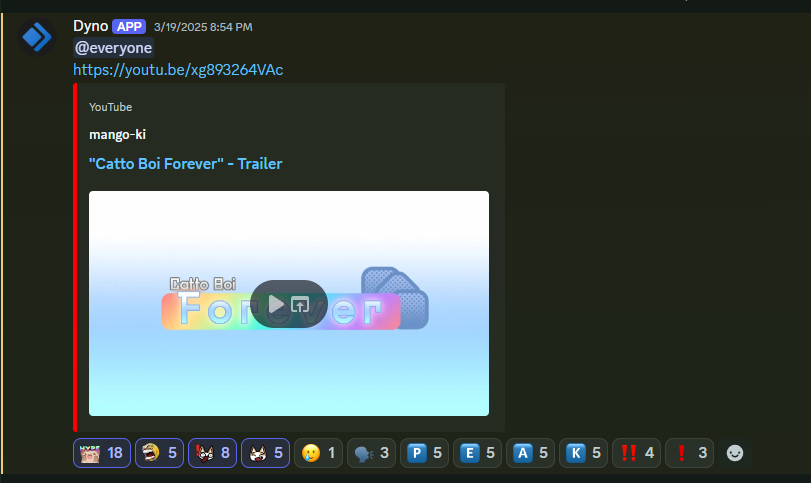 Dyno APP 3/19/2025 8:54 PM
@everyone
https://youtu.be/xg893264VAc
YouTube
mango-ki
"Catto Boi Forever" - Trailer
Catto Boi
Forever
HYPE 18 5 8 5 1 3 P 5 E 5 A 5 K 5 ‼ 4 ❗ 3